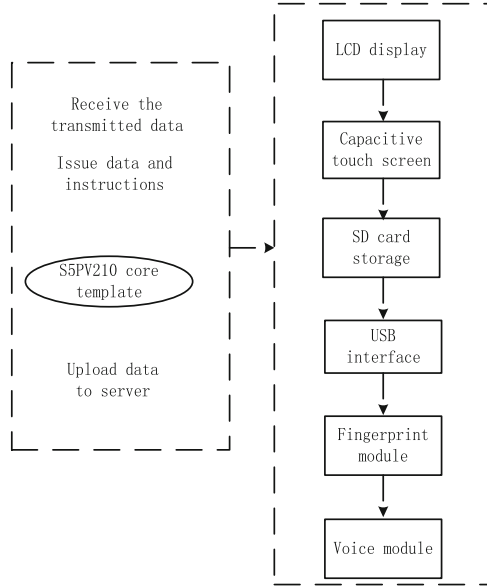 Receive the
transmitted data
Issue data and
instructions
S5PV210 core
template
Upload data
to server
LCD display
Capacitive
touch screen
SD card
storage
USB
interface
Fingerprint
module
Voice module